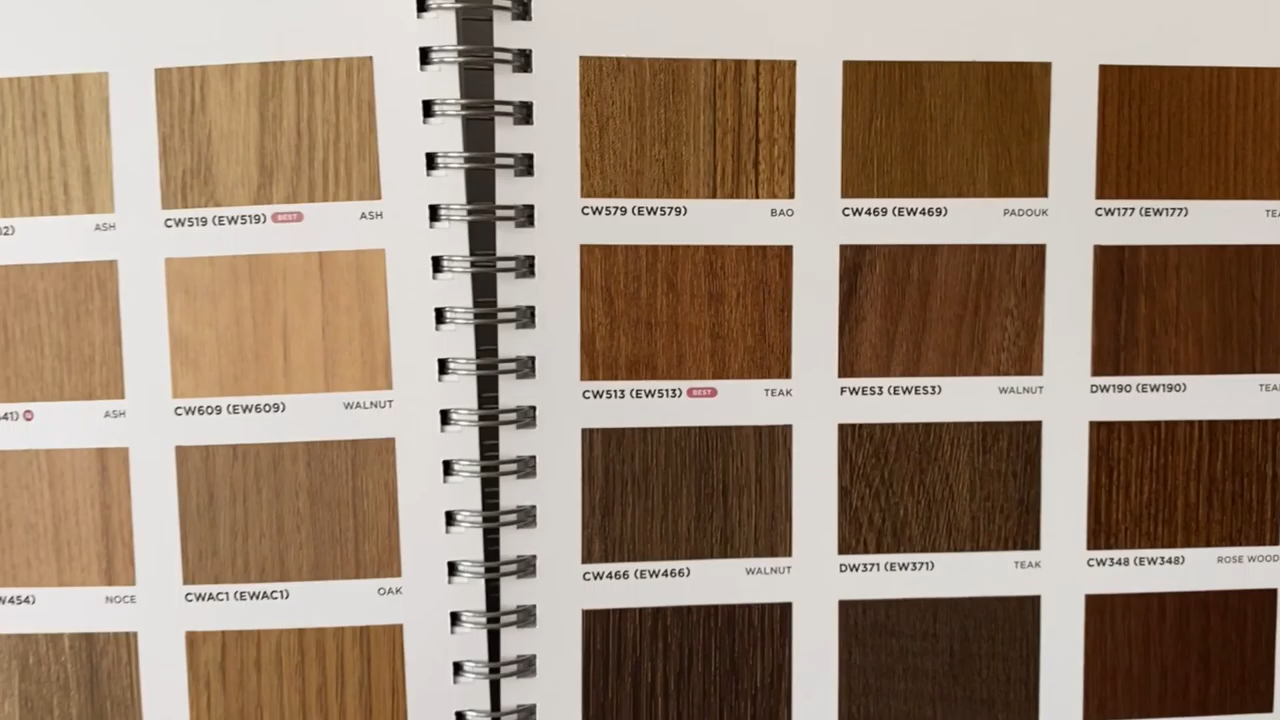 ASH
CW519 (EW519) BEST ASH
ASH
CW609 (EW609) WALNUT
W454) NOCE
CWAC1 (EWAC1) OAK
CW579 (EW579) BAO
CW469 (EW469) PADOUK
CW177 (EW177)
CW513 (EW513) BEST TEAK
FWES3 (EWES3) WALNUT
DW190 (EW190)
CW466 (EW466) WALNUT
DW371 (EW371) TEAK
CW348 (EW348) ROSE WOOD